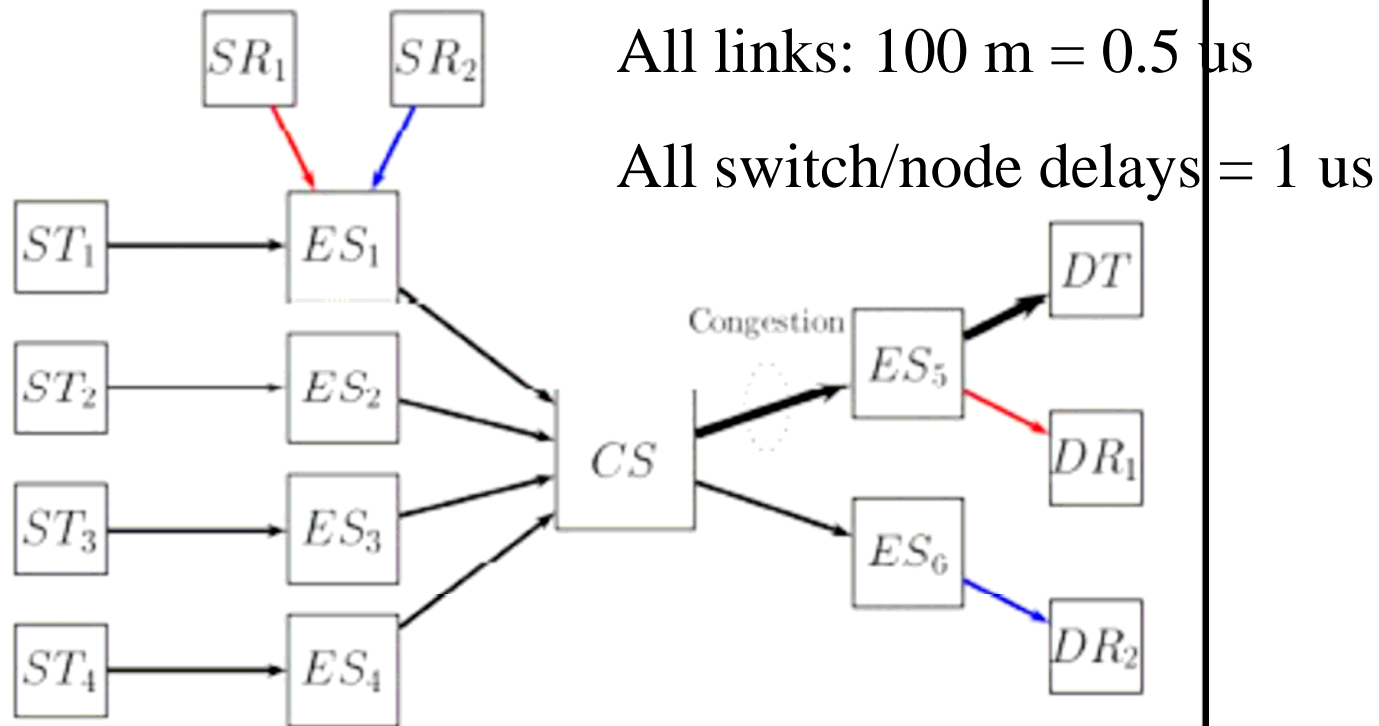 SR₁ SR₂
All links: 100 m = 0.5 us
All switch/node delays = 1 us
ST₁ ES₁
DT
Congestion
ES₅
ST₂ ES₂
CS
DR₁
ST₃ ES₃
ES₆
ST₄ ES₄
DR₂